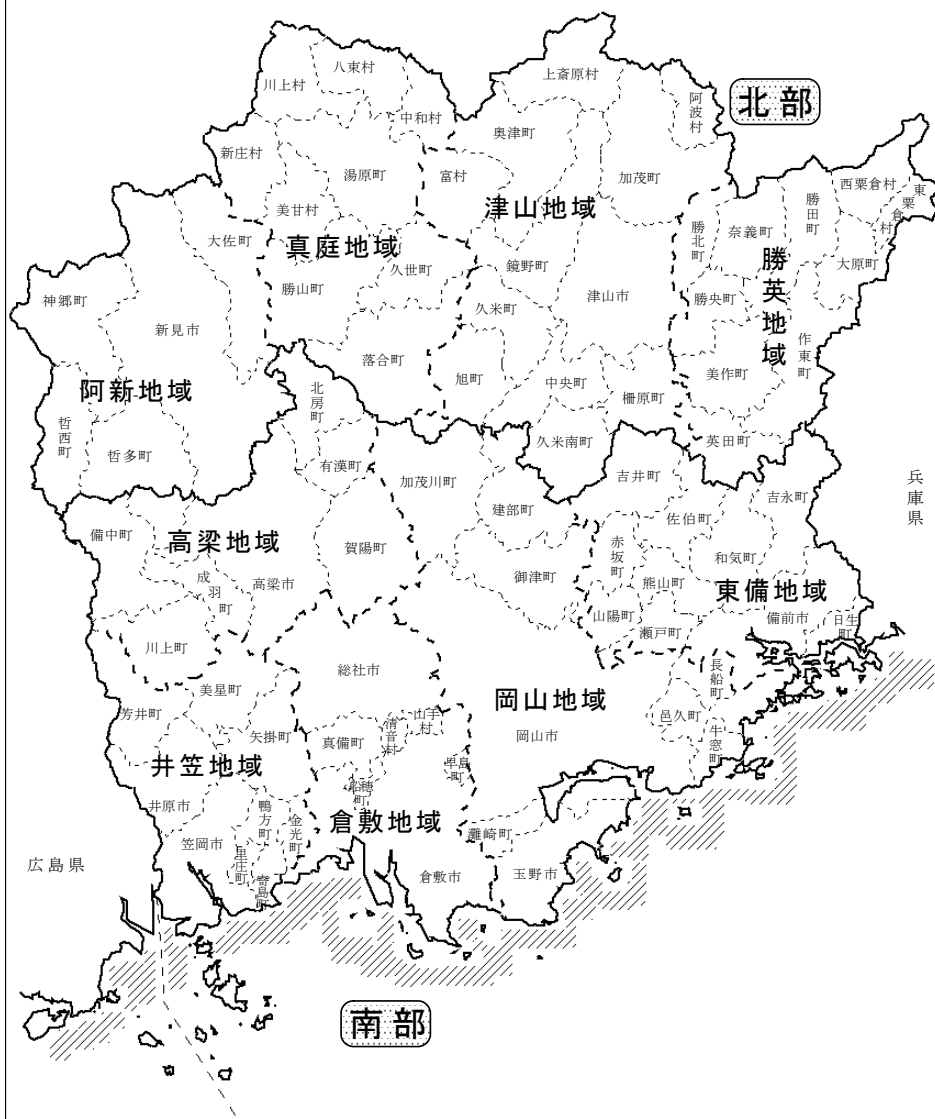 北部
八束村
川上村
上斎原村
阿波村
中和村
奥津町
新庄村
湯原町
富村
加茂町
西粟倉村
東粟倉村
津山地域
美甘村
勝田町
勝北町
奈義町
大佐町
真庭地域
勝英地域
大原町
久世町
鏡野町
勝山町
津山市
勝央町
神郷町
久米町
新見市
作東町
落合町
旭町
中央町
美作町
阿新地域
北房町
柵原町
哲西町
哲多町
久米南町
英田町
有漢町
加茂川町
吉井町
兵庫県
吉永町
建部町
佐伯町
備中町
高梁地域
賀陽町
赤坂町
和気町
成羽町
高梁市
御津町
熊山町
東備地域
山陽町
瀬戸町
備前市
日生町
川上町
総社市
長船町
美星町
岡山地域
芳井町
山手村
清音村
邑久町
矢掛町
真備町
岡山市
牛窓町
井笠地域
早島町
船穂町
井原市
鴨方町
金光町
倉敷地域
灘崎町
笠岡市
里庄町
広島県
寄島町
倉敷市
玉野市
南部